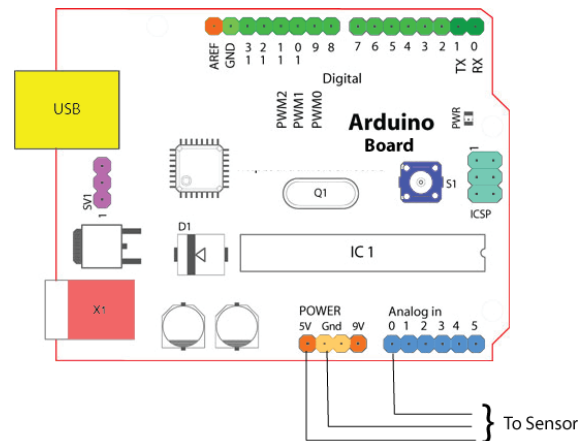 AREF GND 13 12 11 10 9 8 7 6 5 4 3 2 1 0
TX RX
Digital
USB
PWM2 PWM1 PWM0
Arduino
Board
PWR
1
SV1
1
Q1
S1
ICSP
D1
IC 1
X1
POWER
Analog in
5V Gnd 9V
0 1 2 3 4 5
To Sensor